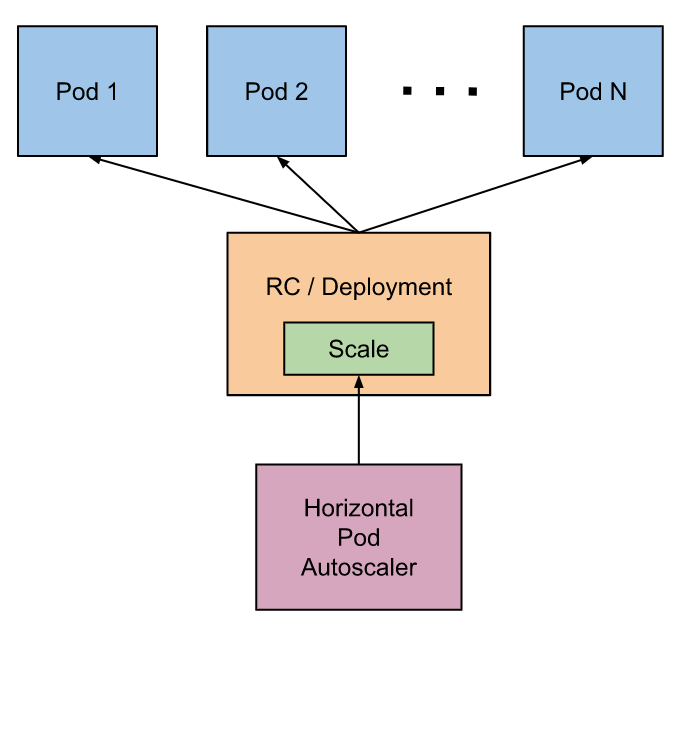 Pod 1
Pod 2
Pod N
RC / Deployment
Scale
Horizontal
Pod
Autoscaler